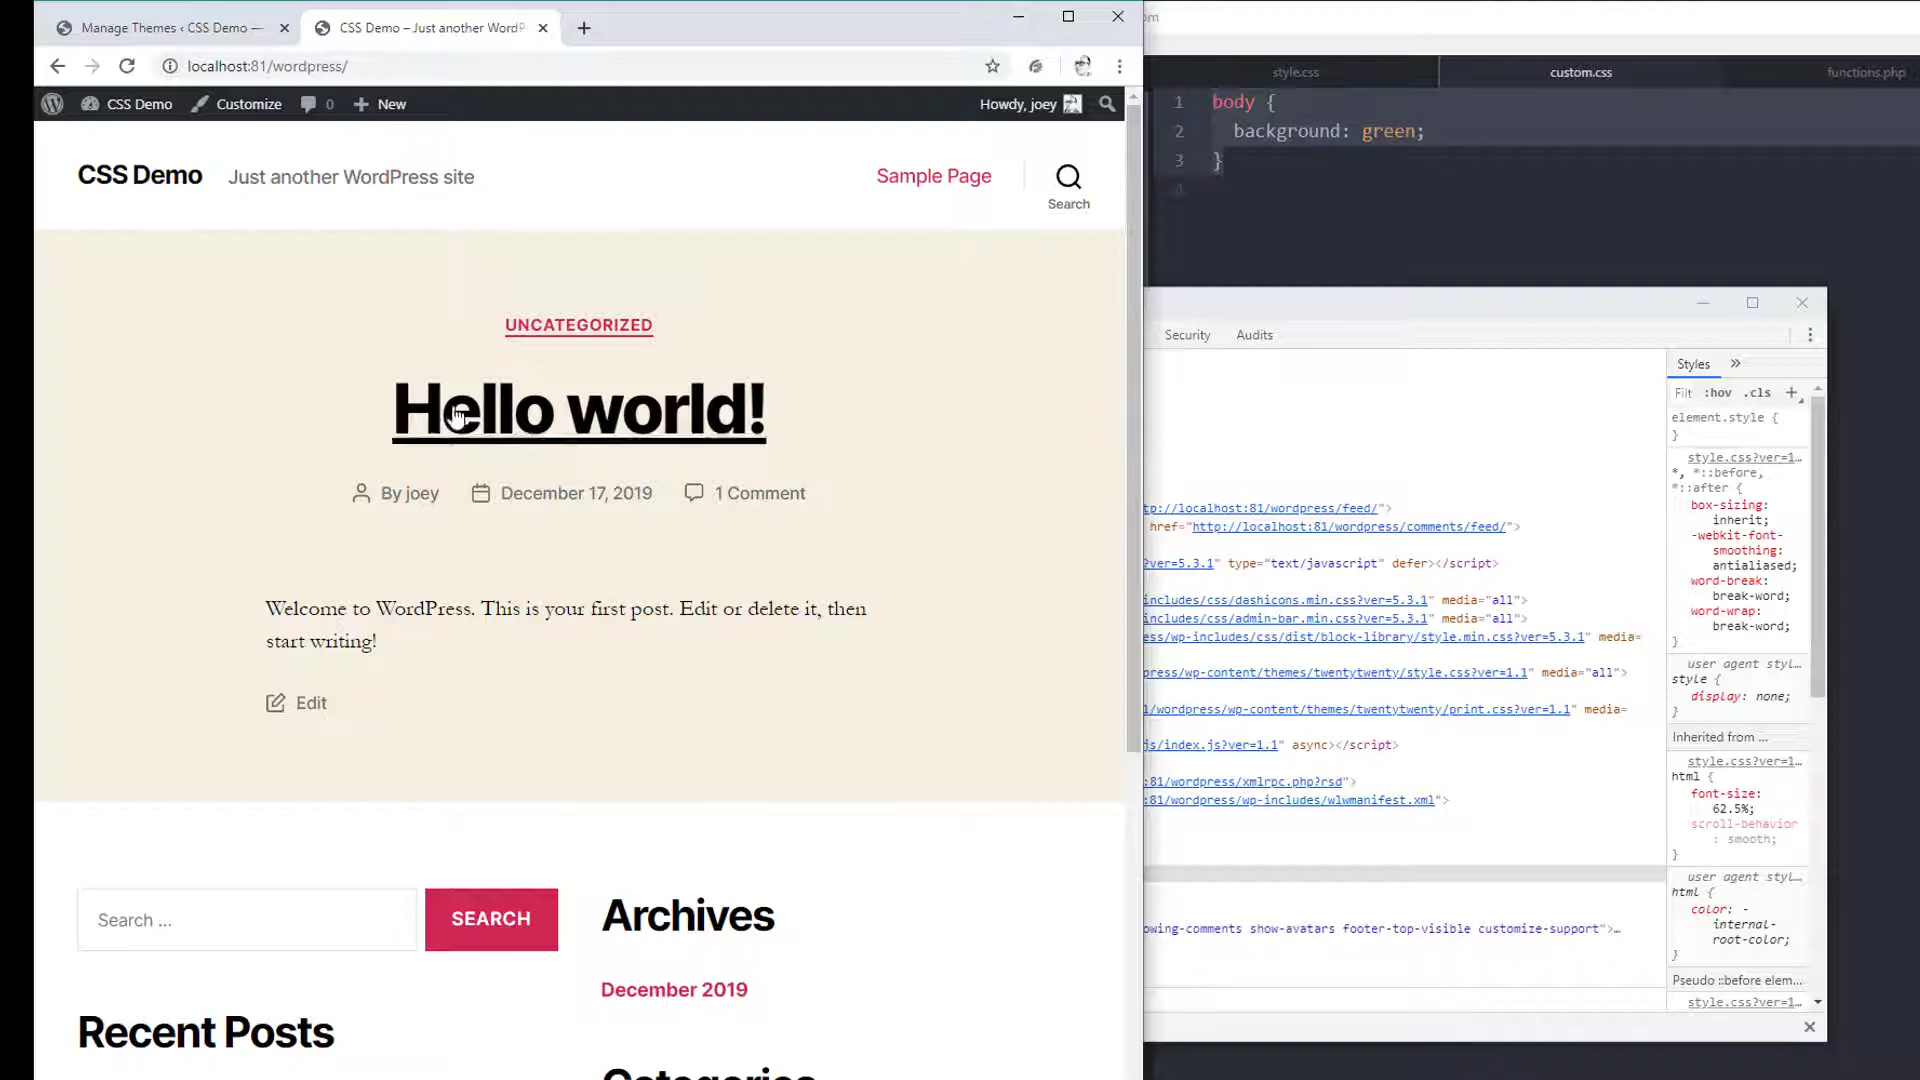 Manage Themes ‹ CSS Demo —
CSS Demo – Just another WordP
localhost:81/wordpress/
CSS Demo
Customize
0
New
Howdy, joey
CSS Demo
Just another WordPress site
Sample Page
Search
UNCATEGORIZED
Hello world!
By joey
December 17, 2019
1 Comment
Welcome to WordPress. This is your first post. Edit or delete it, then
start writing!
Edit
Search …
SEARCH
Archives
December 2019
Recent Posts
Categories
om
style.css
custom.css
functions.php
1 body {
2 background: green;
3 }
4
Security
Audits
tp://localhost:81/wordpress/feed/">
href="http://localhost:81/wordpress/comments/feed/">
?ver=5.3.1" type="text/javascript" defer></script>
includes/css/dashicons.min.css?ver=5.3.1" media="all">
includes/css/admin-bar.min.css?ver=5.3.1" media="all">
ss/wp-includes/css/dist/block-library/style.min.css?ver=5.3.1" media=
press/wp-content/themes/twentytwenty/style.css?ver=1.1" media="all">
l/wordpress/wp-content/themes/twentytwenty/print.css?ver=1.1" media=
js/index.js?ver=1.1" async></script>
:81/wordpress/xmlrpc.php?rsd">
:81/wordpress/wp-includes/wlwmanifest.xml">
owing-comments show-avatars footer-top-visible customize-support">…
Styles
»
Filt
:hov
.cls
+
element.style {
}
style.css?ver=1…
*, *::before,
*::after {
box-sizing:
inherit;
-webkit-font-
smoothing:
antialiased;
word-break:
break-word;
word-wrap:
break-word;
}
user agent styl…
style {
display: none;
}
Inherited from …
style.css?ver=1…
html {
font-size:
62.5%;
scroll-behavior
: smooth;
}
user agent styl…
html {
color: -
internal-
root-color;
}
Pseudo ::before elem…
style.css?ver=1…